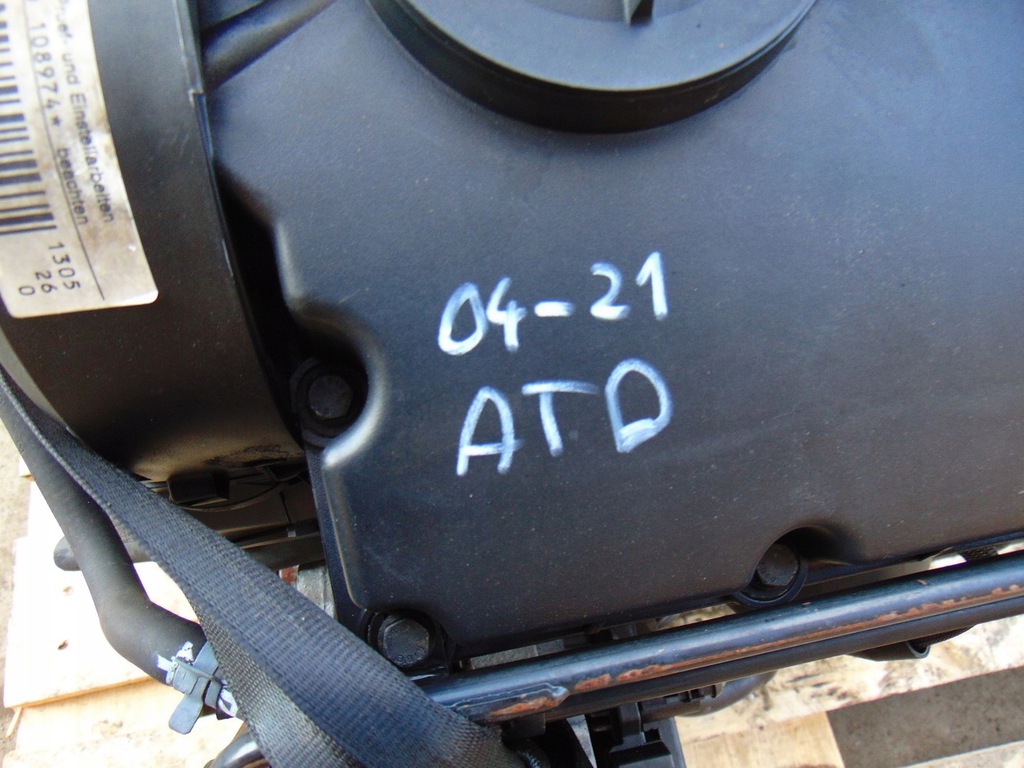 und Einstellarbeiten
108974* beachten
1305
26
0
04-21
ATD